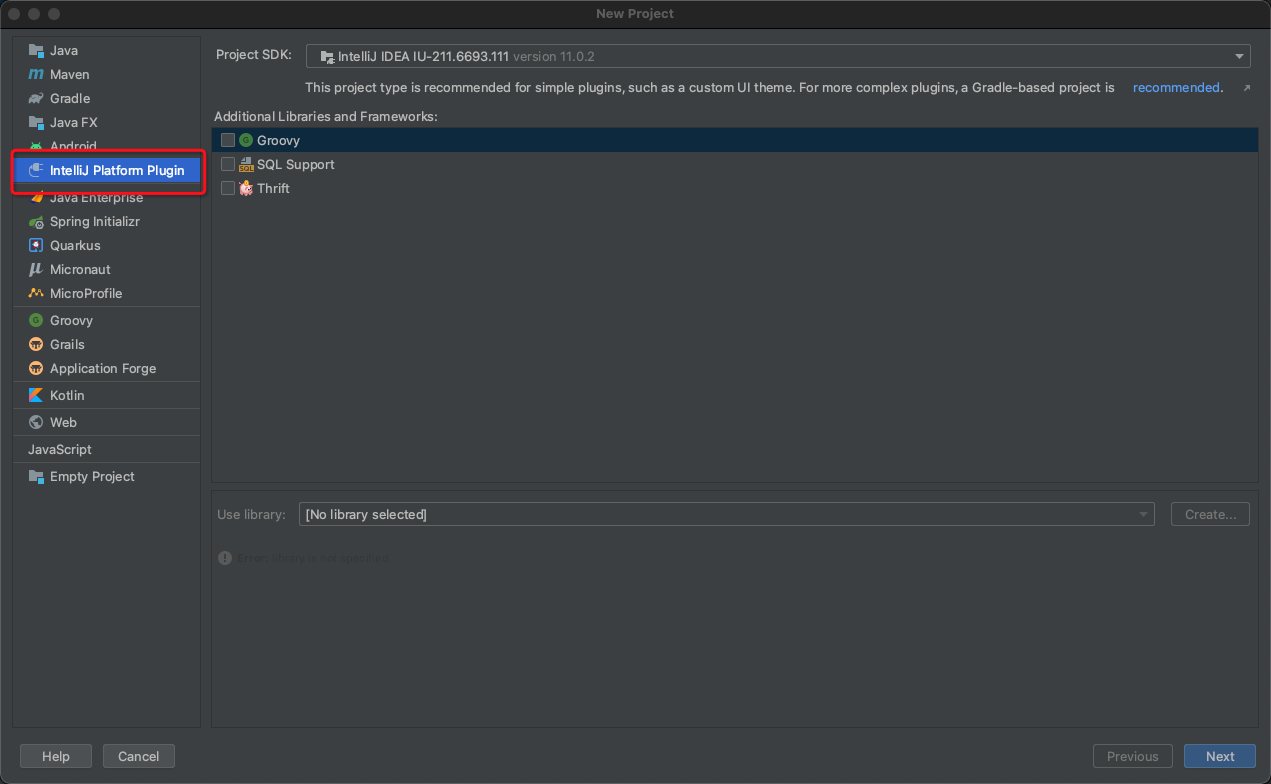 New Project
Java
Maven
Gradle
Java FX
Android
IntelliJ Platform Plugin
Java Enterprise
Spring Initializr
Quarkus
Micronaut
MicroProfile
Groovy
Grails
Application Forge
Kotlin
Web
JavaScript
Empty Project
Project SDK: IntelliJ IDEA IU-211.6693.111 version 11.0.2
This project type is recommended for simple plugins, such as a custom UI theme. For more complex plugins, a Gradle-based project is recommended.
Additional Libraries and Frameworks:
Groovy
SQL Support
Thrift
Use library: [No library selected] Create...
Error: library is not specified
Help Cancel Previous Next